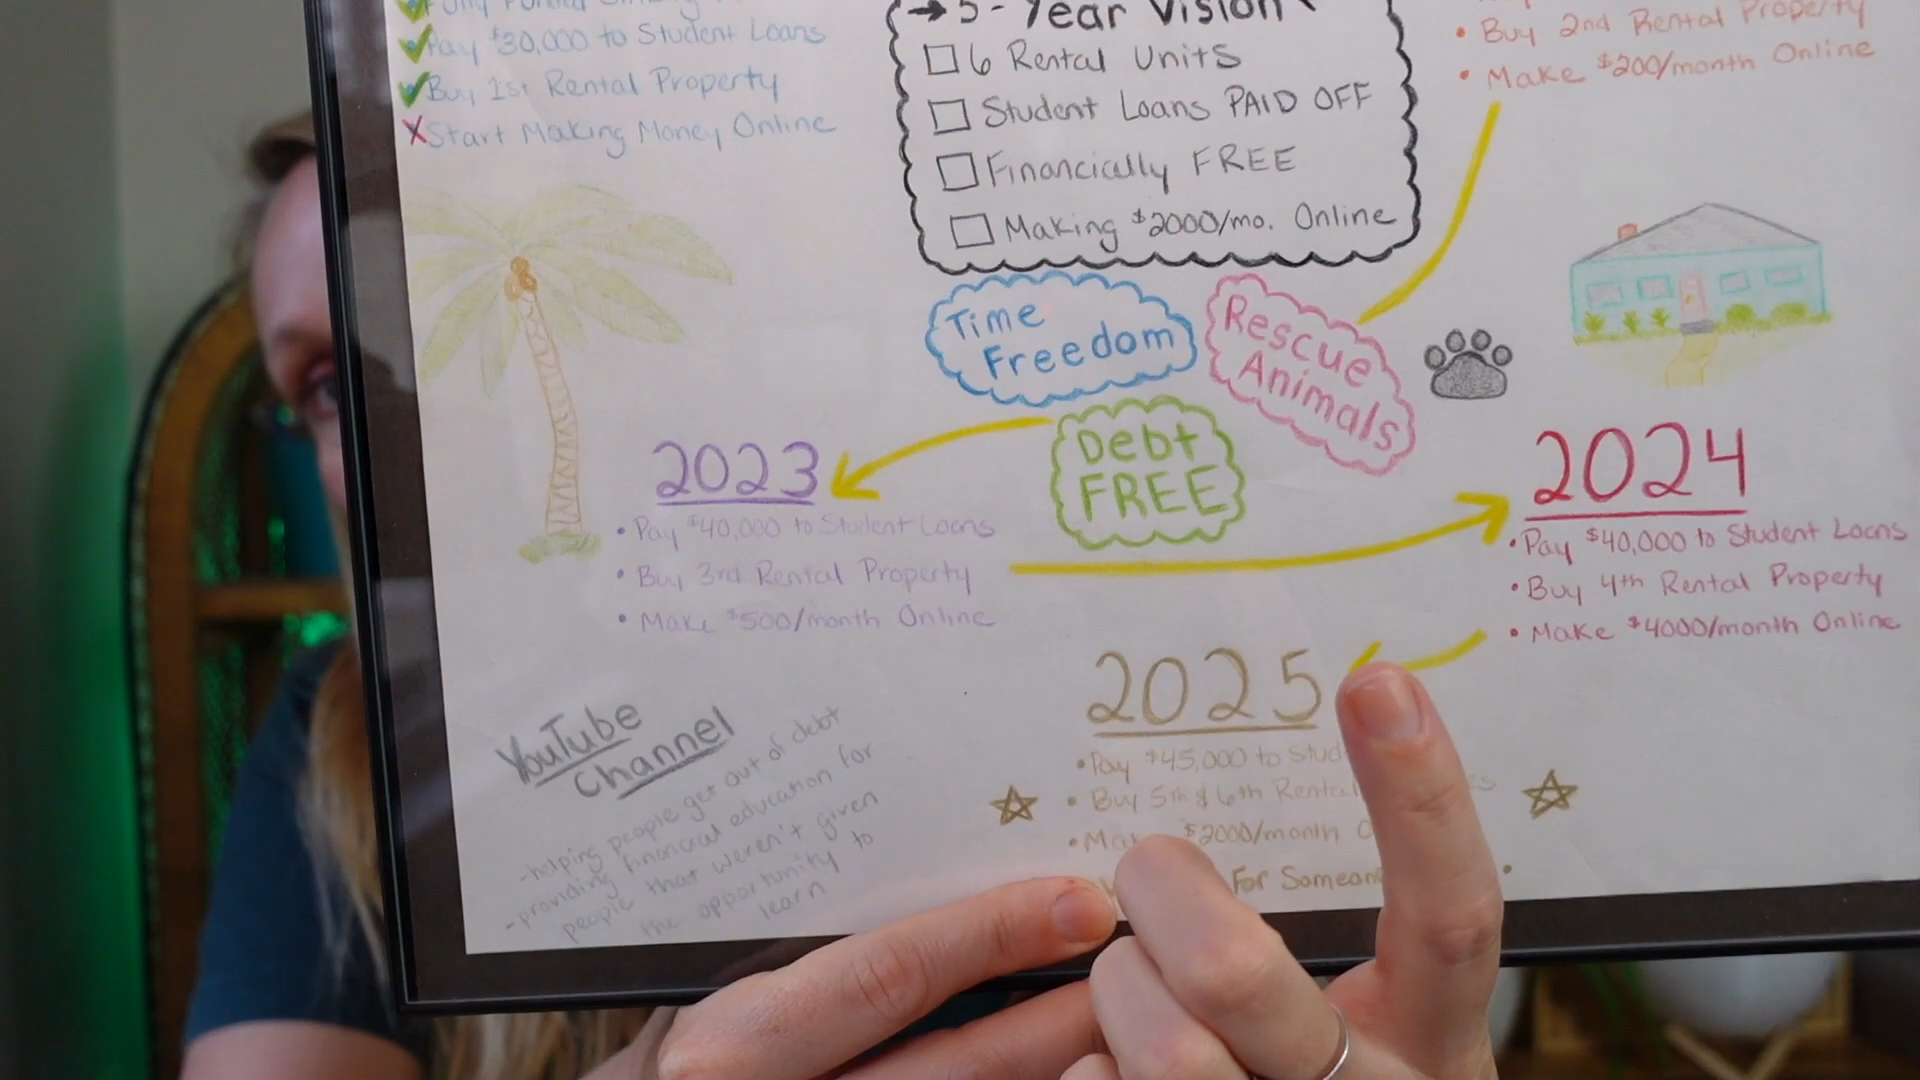 Pay $30,000 to Student Loans
Buy 1st Rental Property
Start Making Money Online
5-Year Vision
6 Rental Units
Student Loans PAID OFF
Financially FREE
Making $2000/mo. Online
• Buy 2nd Rental Property
• Make $200/month Online
Time
Freedom
Rescue
Animals
Debt
FREE
2023
• Pay $40,000 to Student Loans
• Buy 3rd Rental Property
• Make $500/month Online
2024
• Pay $40,000 to Student Loans
• Buy 4th Rental Property
• Make $4000/month Online
2025
• Pay $45,000 to
• Buy 5th & 6th Rental
• $2000/month
For
YouTube
Channel
- helping people get out of debt
- providing financial education for
people that weren't given
the opportunity to
learn